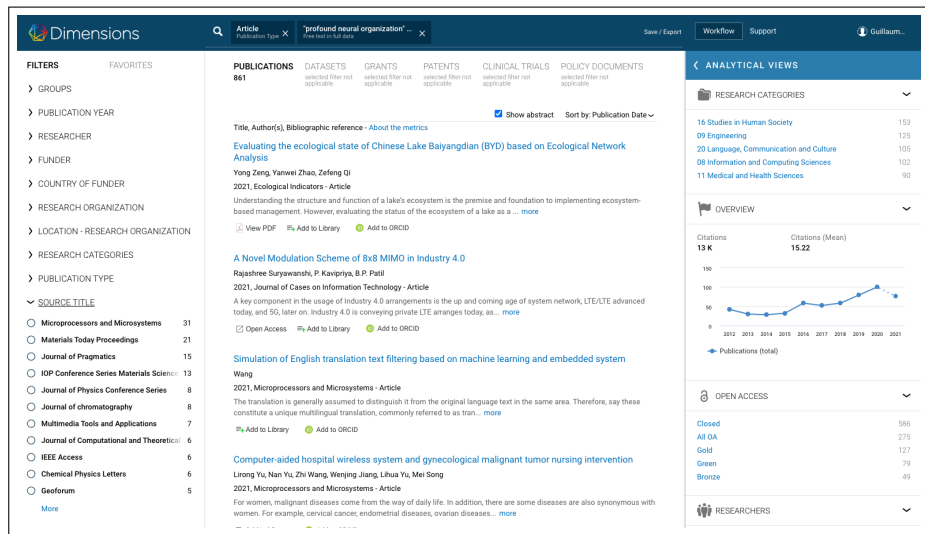 Dimensions
Article
Publication Type
"profound neural organization" ...
Free text in full data
Save / Export
Workflow
Support
Guillaum...
FILTERS
FAVORITES
GROUPS
PUBLICATION YEAR
RESEARCHER
FUNDER
COUNTRY OF FUNDER
RESEARCH ORGANIZATION
LOCATION - RESEARCH ORGANIZATION
RESEARCH CATEGORIES
PUBLICATION TYPE
SOURCE TITLE
Microprocessors and Microsystems 31
Materials Today Proceedings 21
Journal of Pragmatics 15
IOP Conference Series Materials Science 13
Journal of Physics Conference Series 8
Journal of chromatography 8
Multimedia Tools and Applications 7
Journal of Computational and Theoretical 6
IEEE Access 6
Chemical Physics Letters 6
Geoforum 5
More
PUBLICATIONS
861
DATASETS
selected filter not
applicable
GRANTS
selected filter not
applicable
PATENTS
selected filter not
applicable
CLINICAL TRIALS
selected filter not
applicable
POLICY DOCUMENTS
selected filter not
applicable
Show abstract
Sort by: Publication Date
Title, Author(s), Bibliographic reference - About the metrics
Evaluating the ecological state of Chinese Lake Baiyangdian (BYD) based on Ecological Network
Analysis
Yong Zeng, Yanwei Zhao, Zefeng Qi
2021, Ecological Indicators - Article
Understanding the structure and function of a lake's ecosystem is the premise and foundation to implementing ecosystem-
based management. However, evaluating the status of the ecosystem of a lake as a ... more
View PDF Add to Library Add to ORCID
A Novel Modulation Scheme of 8x8 MIMO in Industry 4.0
Rajashree Suryawanshi, P. Kavipriya, B.P. Patil
2021, Journal of Cases on Information Technology - Article
A key component in the usage of Industry 4.0 arrangements is the up and coming age of system network, LTE/LTE advanced
today, and 5G, later on. Industry 4.0 is conveying private LTE arranges today, as... more
Open Access Add to Library Add to ORCID
Simulation of English translation text filtering based on machine learning and embedded system
Wang
2021, Microprocessors and Microsystems - Article
The translation is generally assumed to distinguish it from the original language text in the same area. Therefore, say these
constitute a unique multilingual translation, commonly referred to as tran... more
Add to Library Add to ORCID
Computer-aided hospital wireless system and gynecological malignant tumor nursing intervention
Lirong Yu, Nan Yu, Zhi Wang, Wenjing Jiang, Lihua Yu, Mei Song
2021, Microprocessors and Microsystems - Article
For women, malignant diseases come from the way of daily life. In addition, there are some diseases are also synonymous with
women. For example, cervical cancer, endometrial diseases, ovarian diseases... more
ANALYTICAL VIEWS
RESEARCH CATEGORIES
16 Studies in Human Society 153
09 Engineering 125
20 Language, Communication and Culture 105
08 Information and Computing Sciences 102
11 Medical and Health Sciences 90
OVERVIEW
Citations
13 K
Citations (Mean)
15.22
150
100
50
0
2012 2013 2014 2015 2016 2017 2018 2019 2020 2021
Publications (total)
OPEN ACCESS
Closed 586
All OA 275
Gold 127
Green 79
Bronze 49
RESEARCHERS